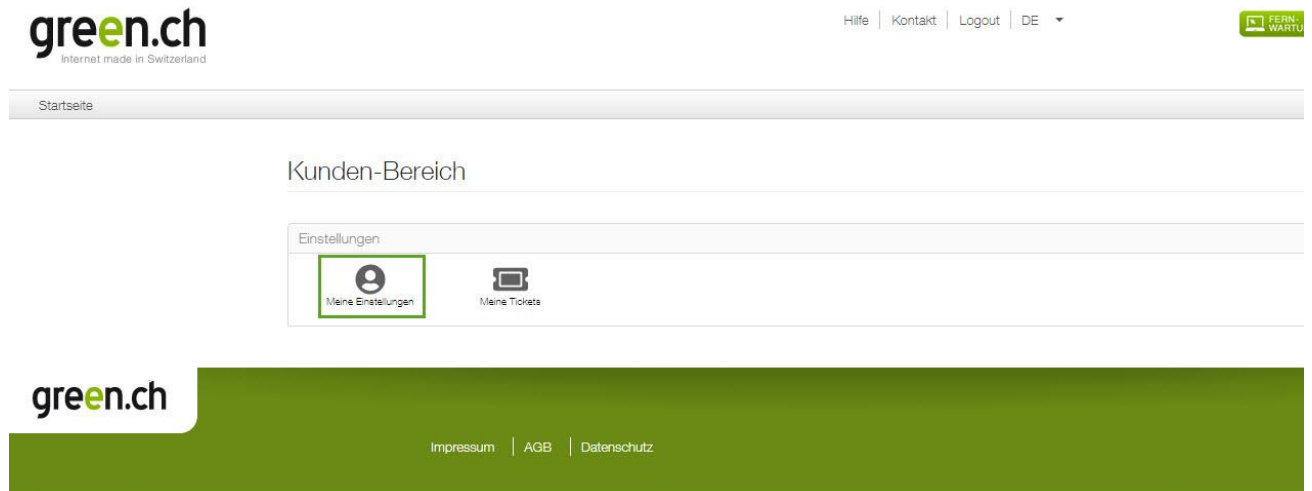 green.ch
Internet made in Switzerland
Hilfe
Kontakt
Logout
DE
FERN-
Startseite
Kunden-Bereich
Einstellungen
Meine Einstellungen
Meine Tickets
green.ch
Impressum
AGB
Datenschutz